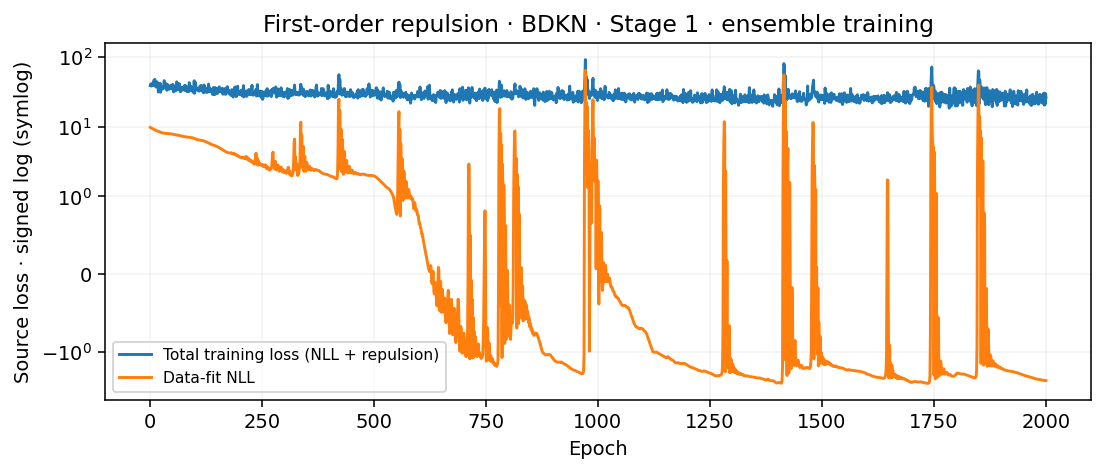 First-order repulsion · BDKN · Stage 1 · ensemble training
Source loss · signed log (symlog)
10²
10¹
10⁰
0
−10⁰
Total training loss (NLL + repulsion)
Data-fit NLL
0 250 500 750 1000 1250 1500 1750 2000
Epoch